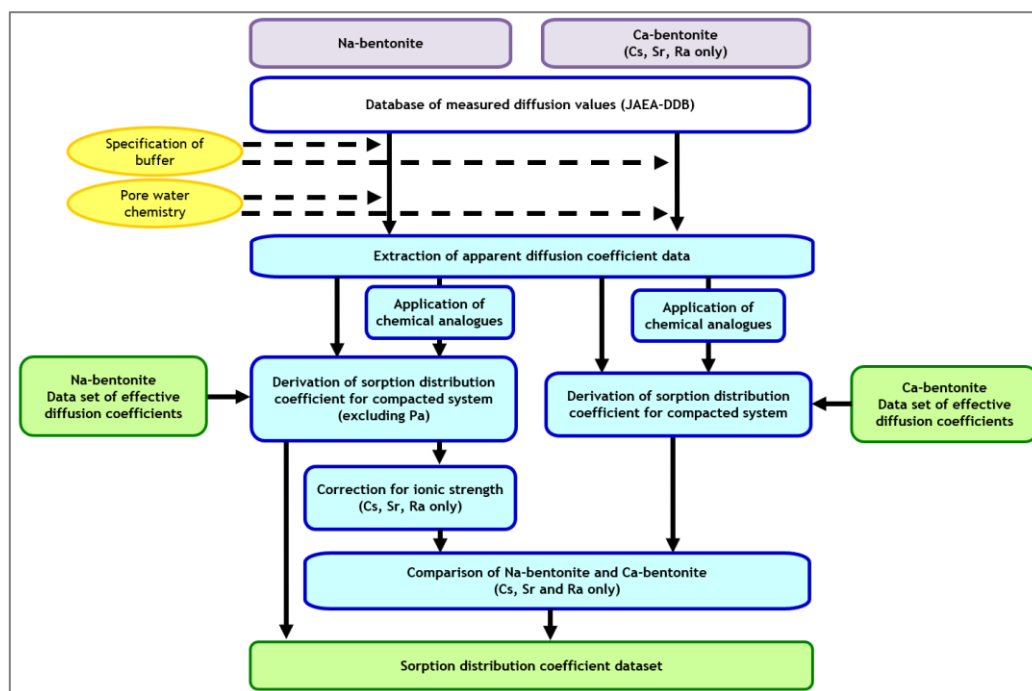 Na-bentonite
Ca-bentonite
(Cs, Sr, Ra only)
Database of measured diffusion values (JAEA-DDB)
Specification of
buffer
Pore water
chemistry
Extraction of apparent diffusion coefficient data
Application of
chemical analogues
Application of
chemical analogues
Na-bentonite
Data set of effective
diffusion coefficients
Derivation of sorption distribution
coefficient for compacted system
(excluding Pa)
Derivation of sorption distribution
coefficient for compacted system
Ca-bentonite
Data set of effective
diffusion coefficients
Correction for ionic strength
(Cs, Sr, Ra only)
Comparison of Na-bentonite and Ca-bentonite
(Cs, Sr and Ra only)
Sorption distribution coefficient dataset